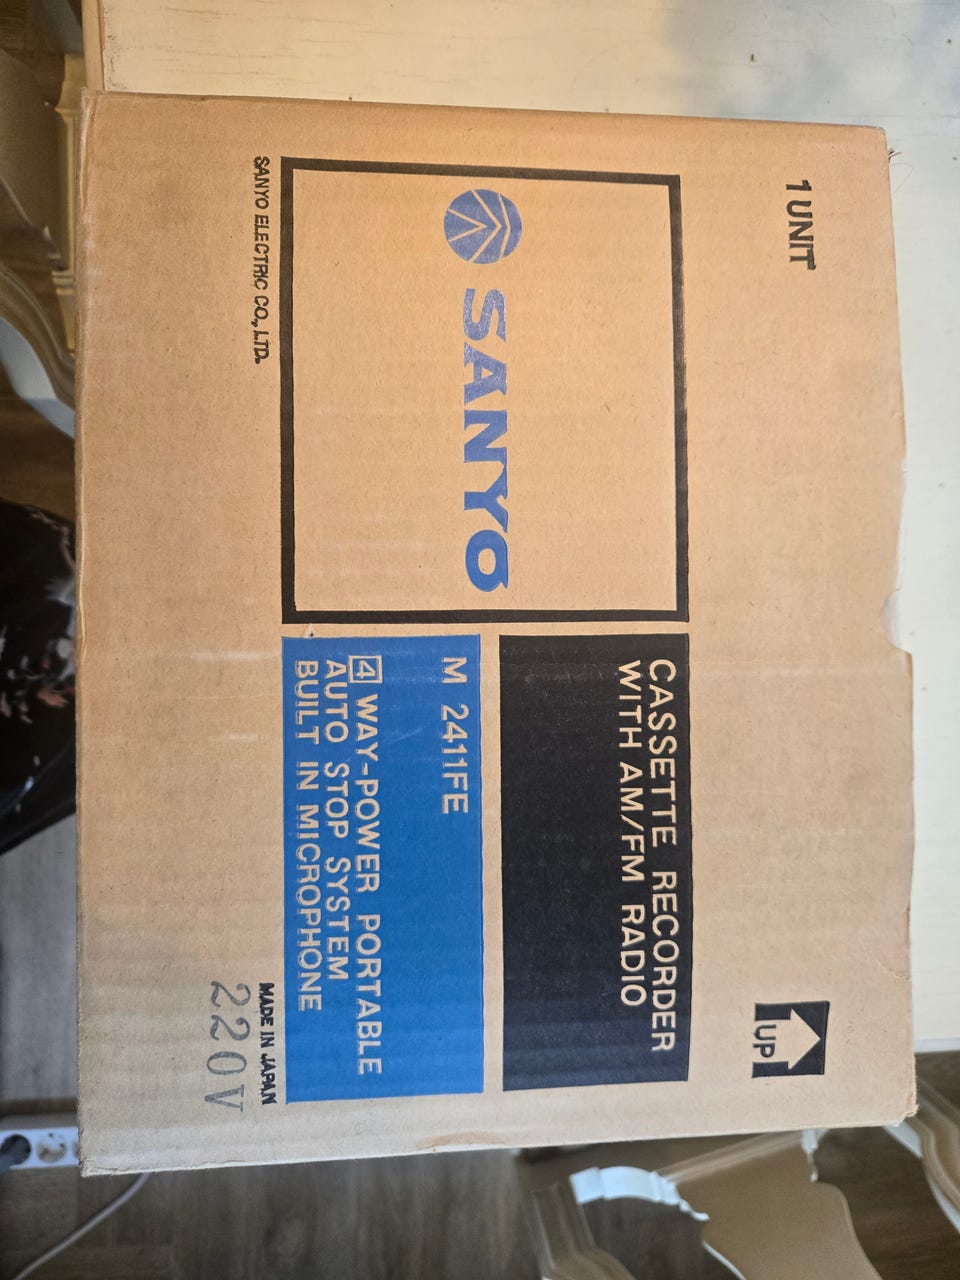 1 UNIT
UP
SANYO
CASSETTE RECORDER
WITH AM/FM RADIO
M 2411FE
4 WAY-POWER PORTABLE
AUTO STOP SYSTEM
BUILT IN MICROPHONE
SANYO ELECTRIC CO., LTD.
MADE IN JAPAN
220V